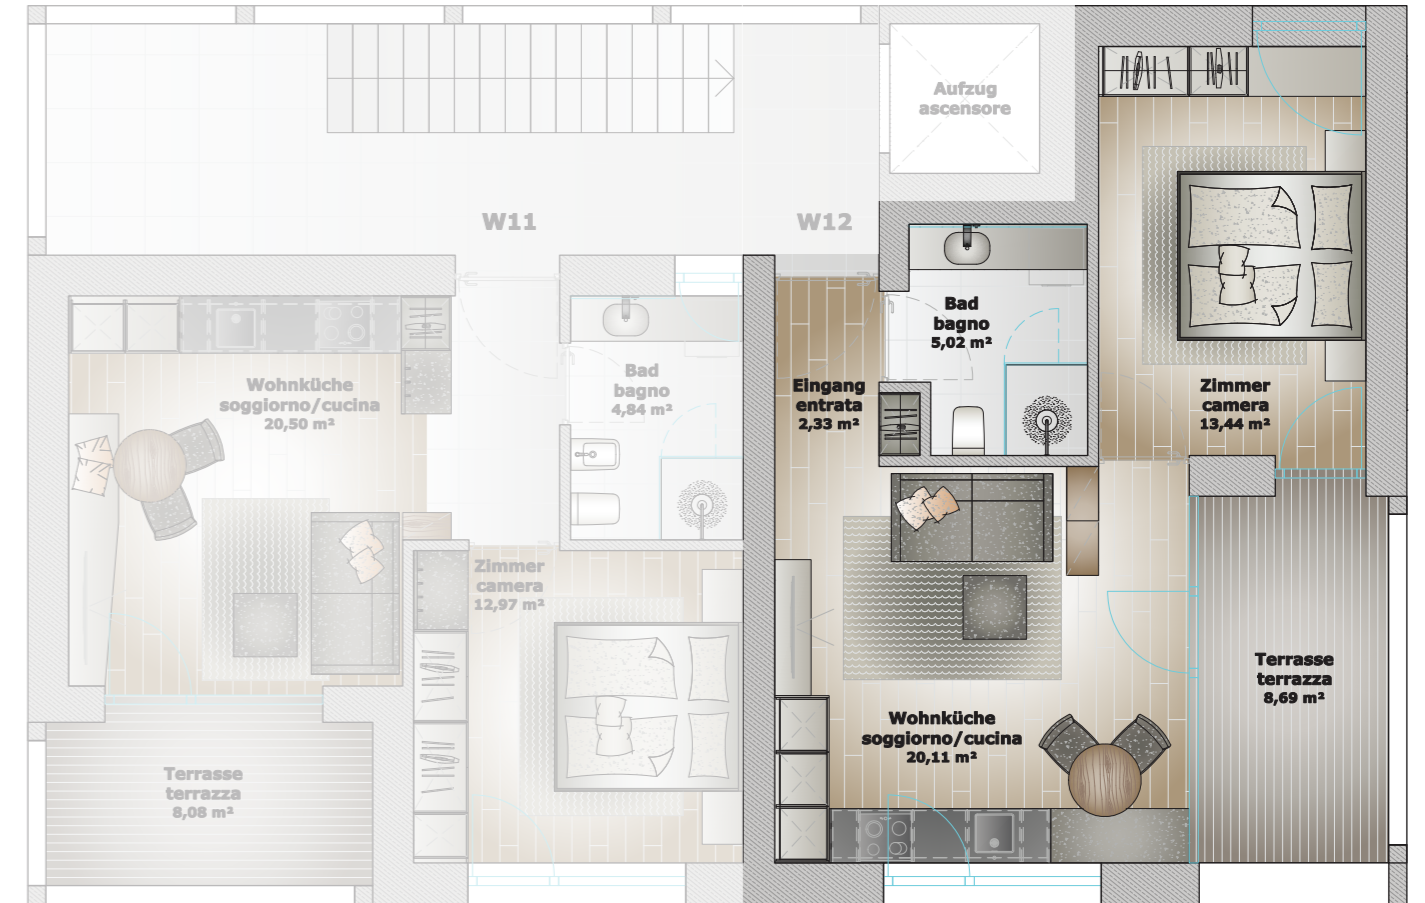 Aufzug
ascensore
W11
W12
Bad
bagno
5,02 m²
Eingang
entrata
2,33 m²
Zimmer
camera
13,44 m²
Wohnküche
soggiorno/cucina
20,50 m²
Bad
bagno
4,84 m²
Zimmer
camera
12,97 m²
Terrasse
terrazza
8,69 m²
Wohnküche
soggiorno/cucina
20,11 m²
Terrasse
terrazza
8,08 m²